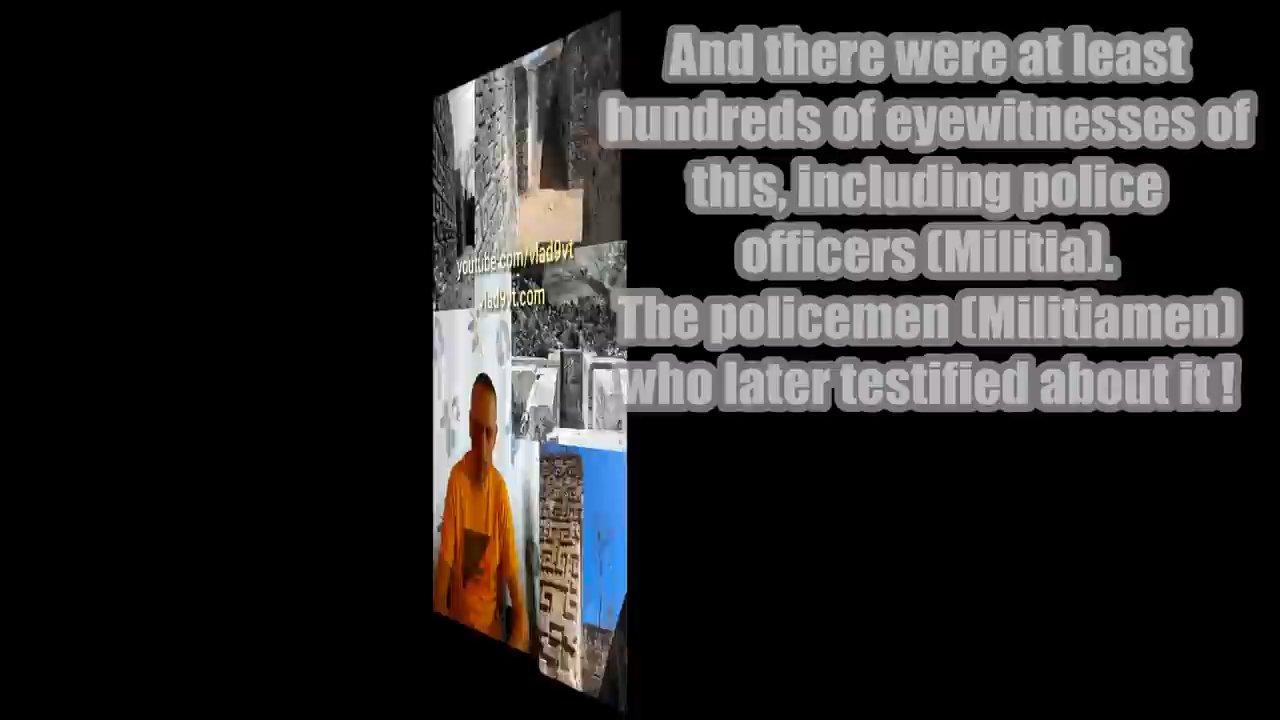 And there were at least
hundreds of eyewitnesses of
this, including police
officers (Militia).
The policemen (Militiamen)
who later testified about it !
youtube.com/vlad9vt
vlad9vt.com